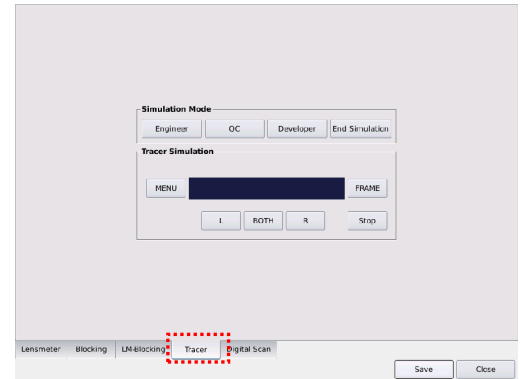 Simulation Mode
Engineer QC Developer End Simulation
Tracer Simulation
MENU FRAME
L BOTH R Stop
Lensmeter Blocking LM-Blocking Tracer Digital Scan
Save Close